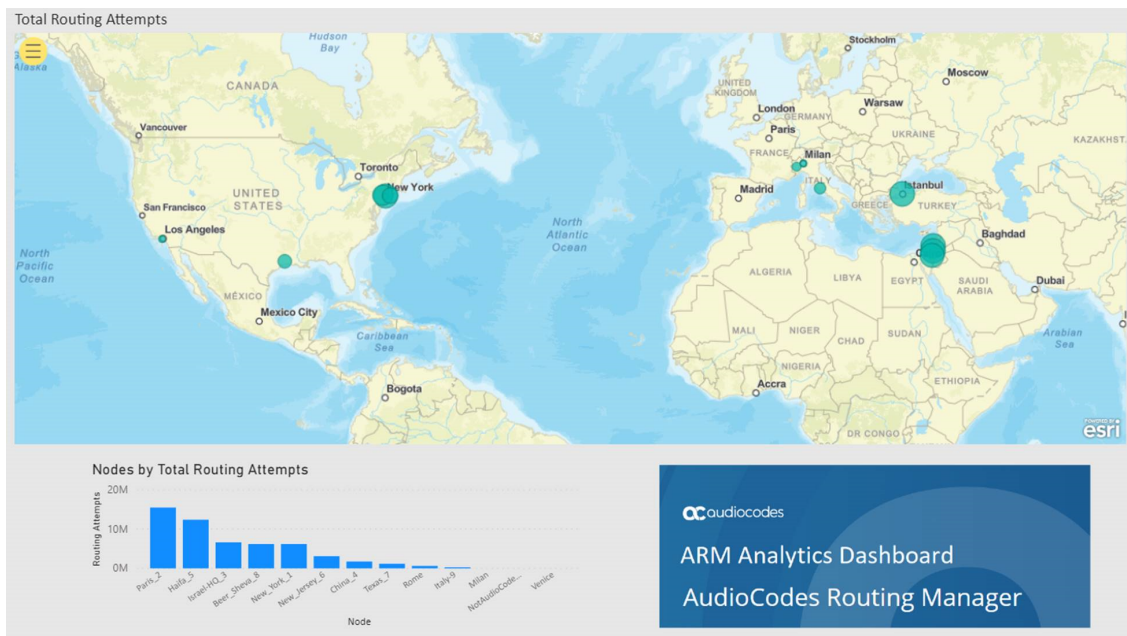 Total Routing Attempts
Hudson
Bay
Alaska
CANADA
Vancouver
Toronto
New York
UNITED
STATES
San Francisco
Los Angeles
North
Pacific
Ocean
MÉXICO
Mexico City
Caribbean
Sea
Bogota
North
Atlantic
Ocean
Stockholm
Moscow
UNITED
KINGDOM
London
GERMANY
Warsaw
Paris
UKRAINE
KAZAKHST
FRANCE
Milan
ITALY
Madrid
Istanbul
GREECE
TURKEY
Baghdad
ALGERIA
LIBYA
EGYPT
SAUDI
ARABIA
Dubai
MALI
NIGER
CHAD
SUDAN
Arabian
Sea
NIGERIA
Accra
ETHIOPIA
DR CONGO
POWERED BY
esri
Nodes by Total Routing Attempts
Routing Attempts
20M
10M
0M
Paris_2
Haifa_5
Israel-HQ_3
Beer_Sheva_8
New_York_1
New_Jersey_6
China_4
Texas_7
Rome
Italy-9
Milan
NotAudioCode...
Venice
Node
audiocodes
ARM Analytics Dashboard
AudioCodes Routing Manager